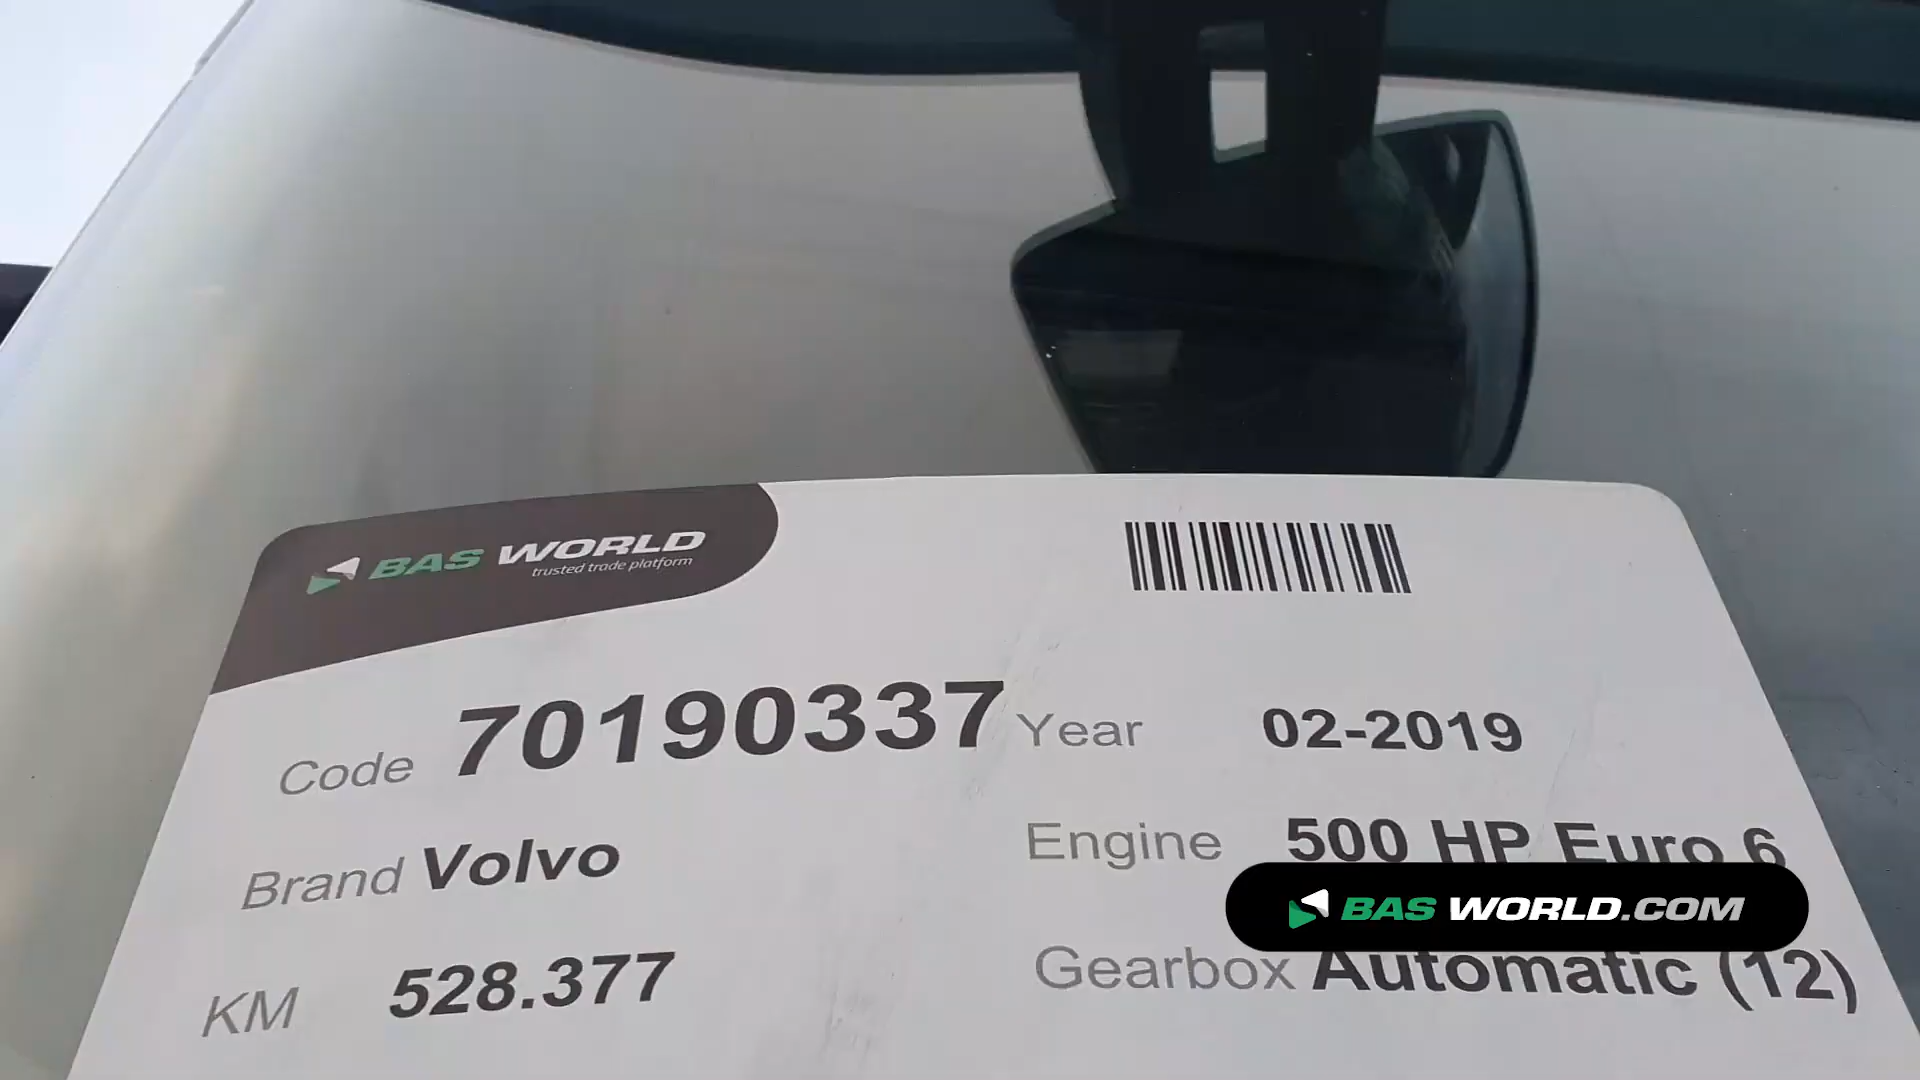 BAS WORLD
trusted trade platform
Code 70190337
Year 02-2019
Brand Volvo
Engine 500 HP Euro 6
BAS WORLD.COM
KM 528.377
Gearbox Automatic (12)